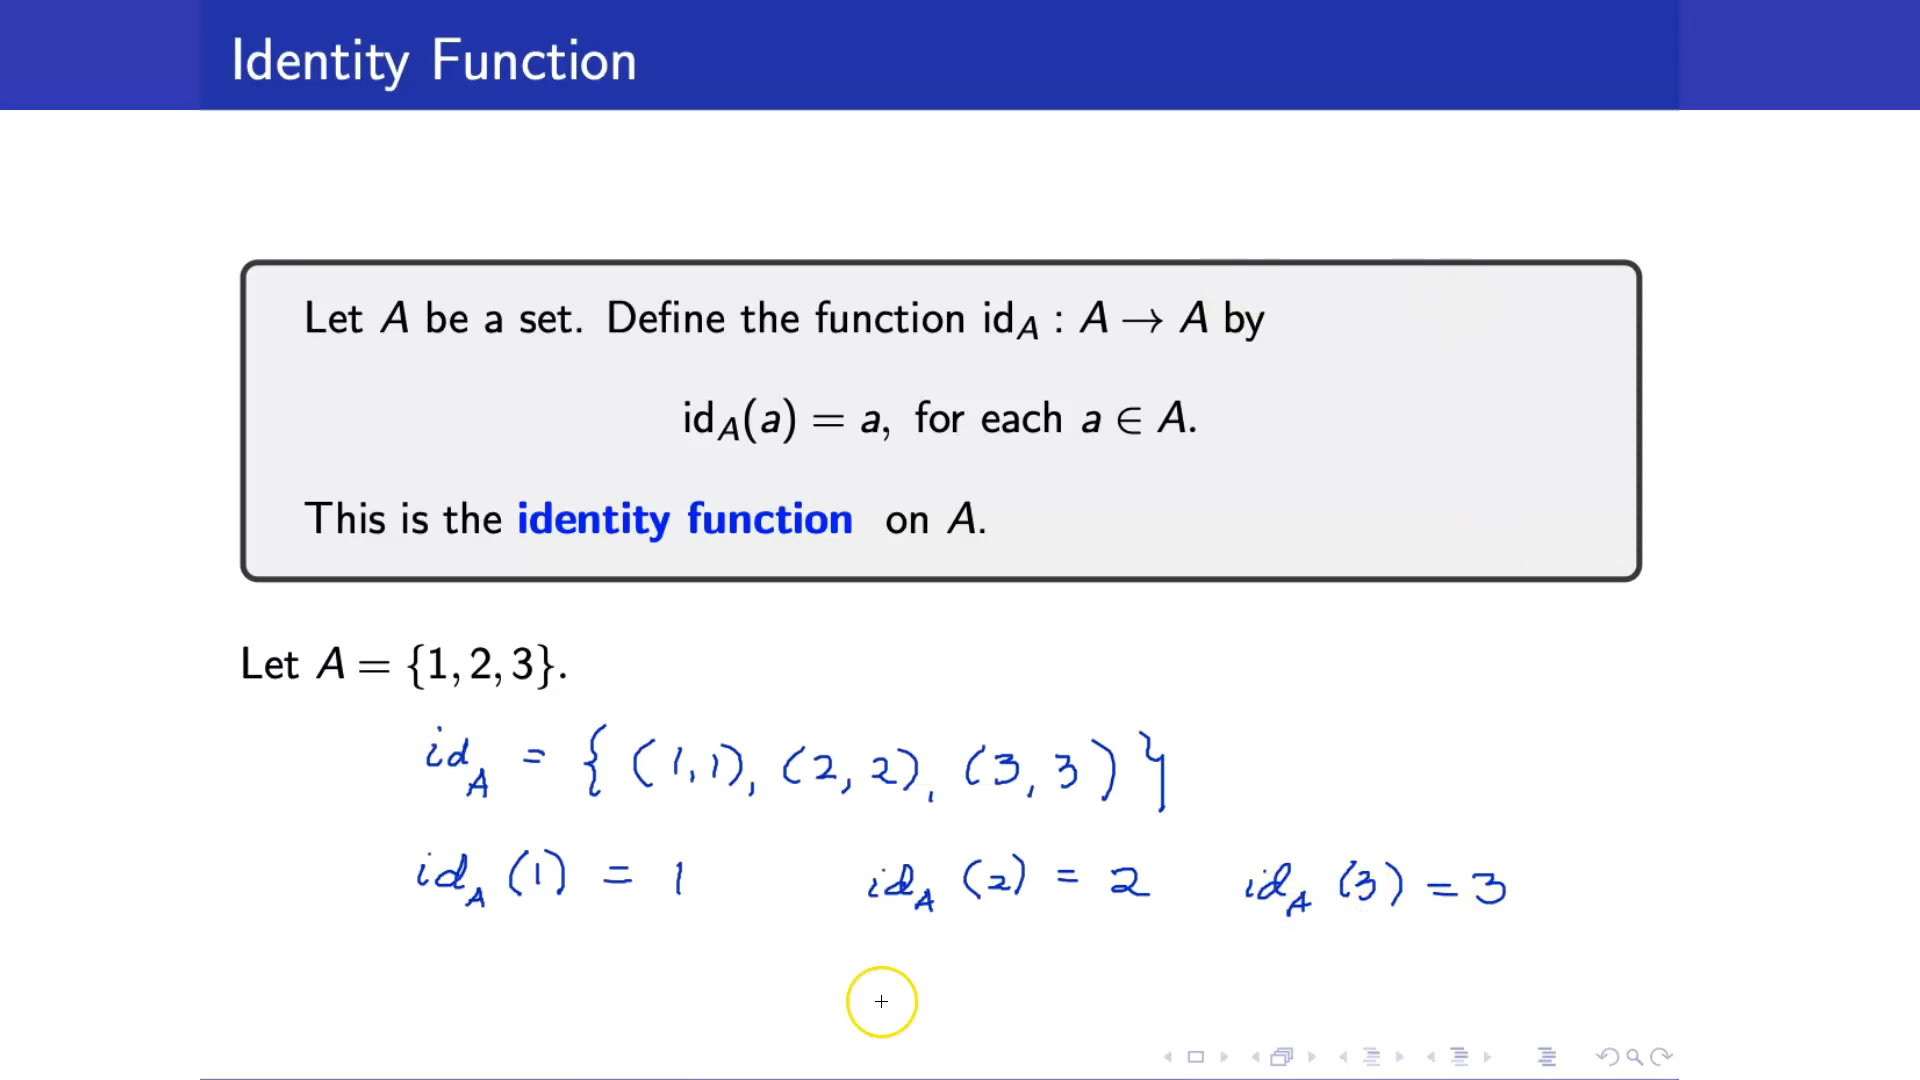 Identity Function
Let A be a set. Define the function id_A : A → A by
id_A(a) = a, for each a ∈ A.
This is the identity function on A.
Let A = {1, 2, 3}.
id_A = { (1,1), (2,2), (3,3) }
id_A (1) = 1 id_A (2) = 2 id_A (3) = 3